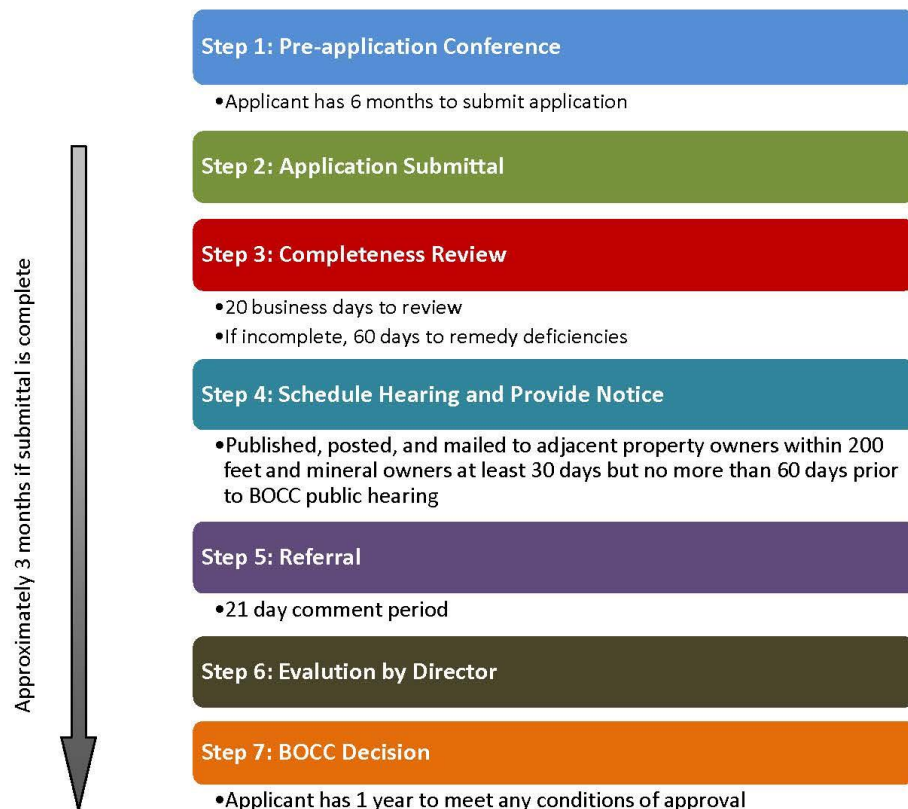 Step 1: Pre-application Conference
•Applicant has 6 months to submit application
Step 2: Application Submittal
Step 3: Completeness Review
•20 business days to review
•If incomplete, 60 days to remedy deficiencies
Step 4: Schedule Hearing and Provide Notice
•Published, posted, and mailed to adjacent property owners within 200
feet and mineral owners at least 30 days but no more than 60 days prior
to BOCC public hearing
Step 5: Referral
•21 day comment period
Step 6: Evalution by Director
Step 7: BOCC Decision
•Applicant has 1 year to meet any conditions of approval
Approximately 3 months if submittal is complete